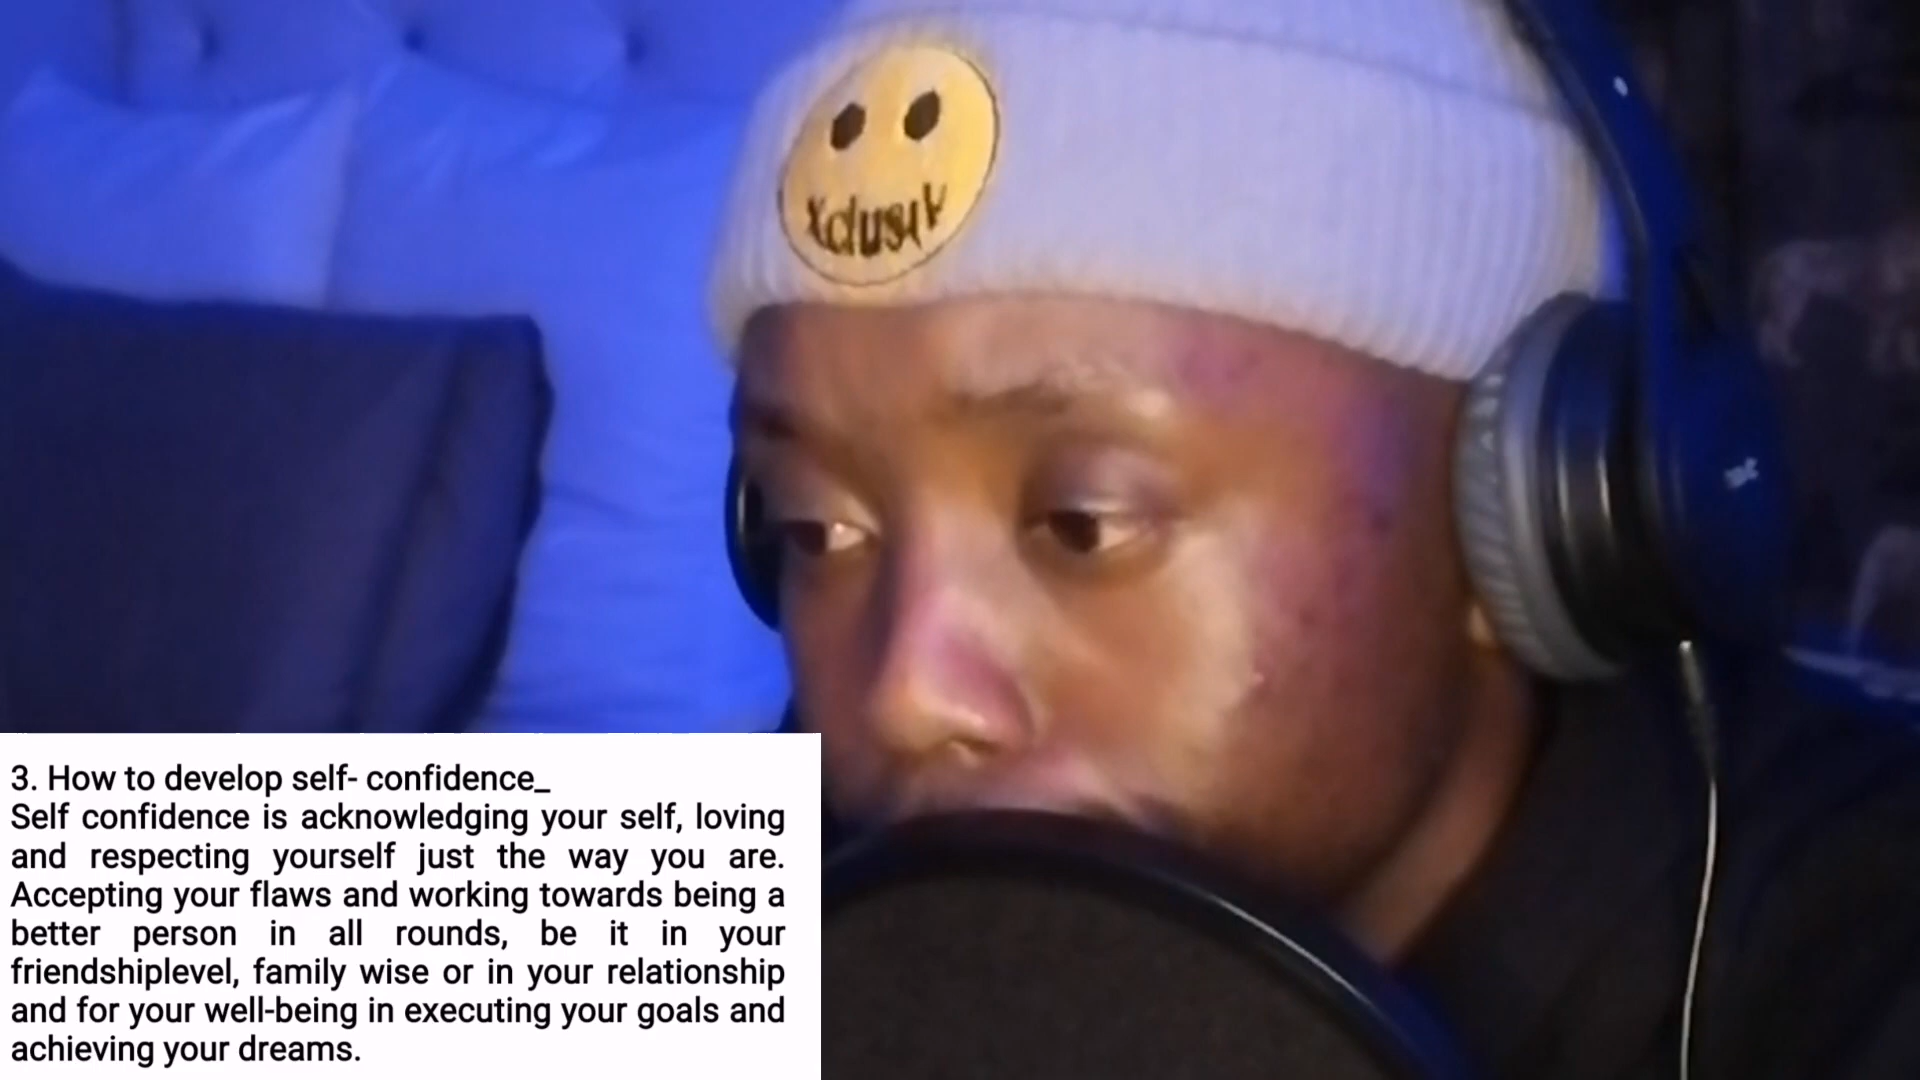 Xclusiv
3. How to develop self- confidence_
Self confidence is acknowledging your self, loving
and respecting yourself just the way you are.
Accepting your flaws and working towards being a
better person in all rounds, be it in your
friendshiplevel, family wise or in your relationship
and for your well-being in executing your goals and
achieving your dreams.